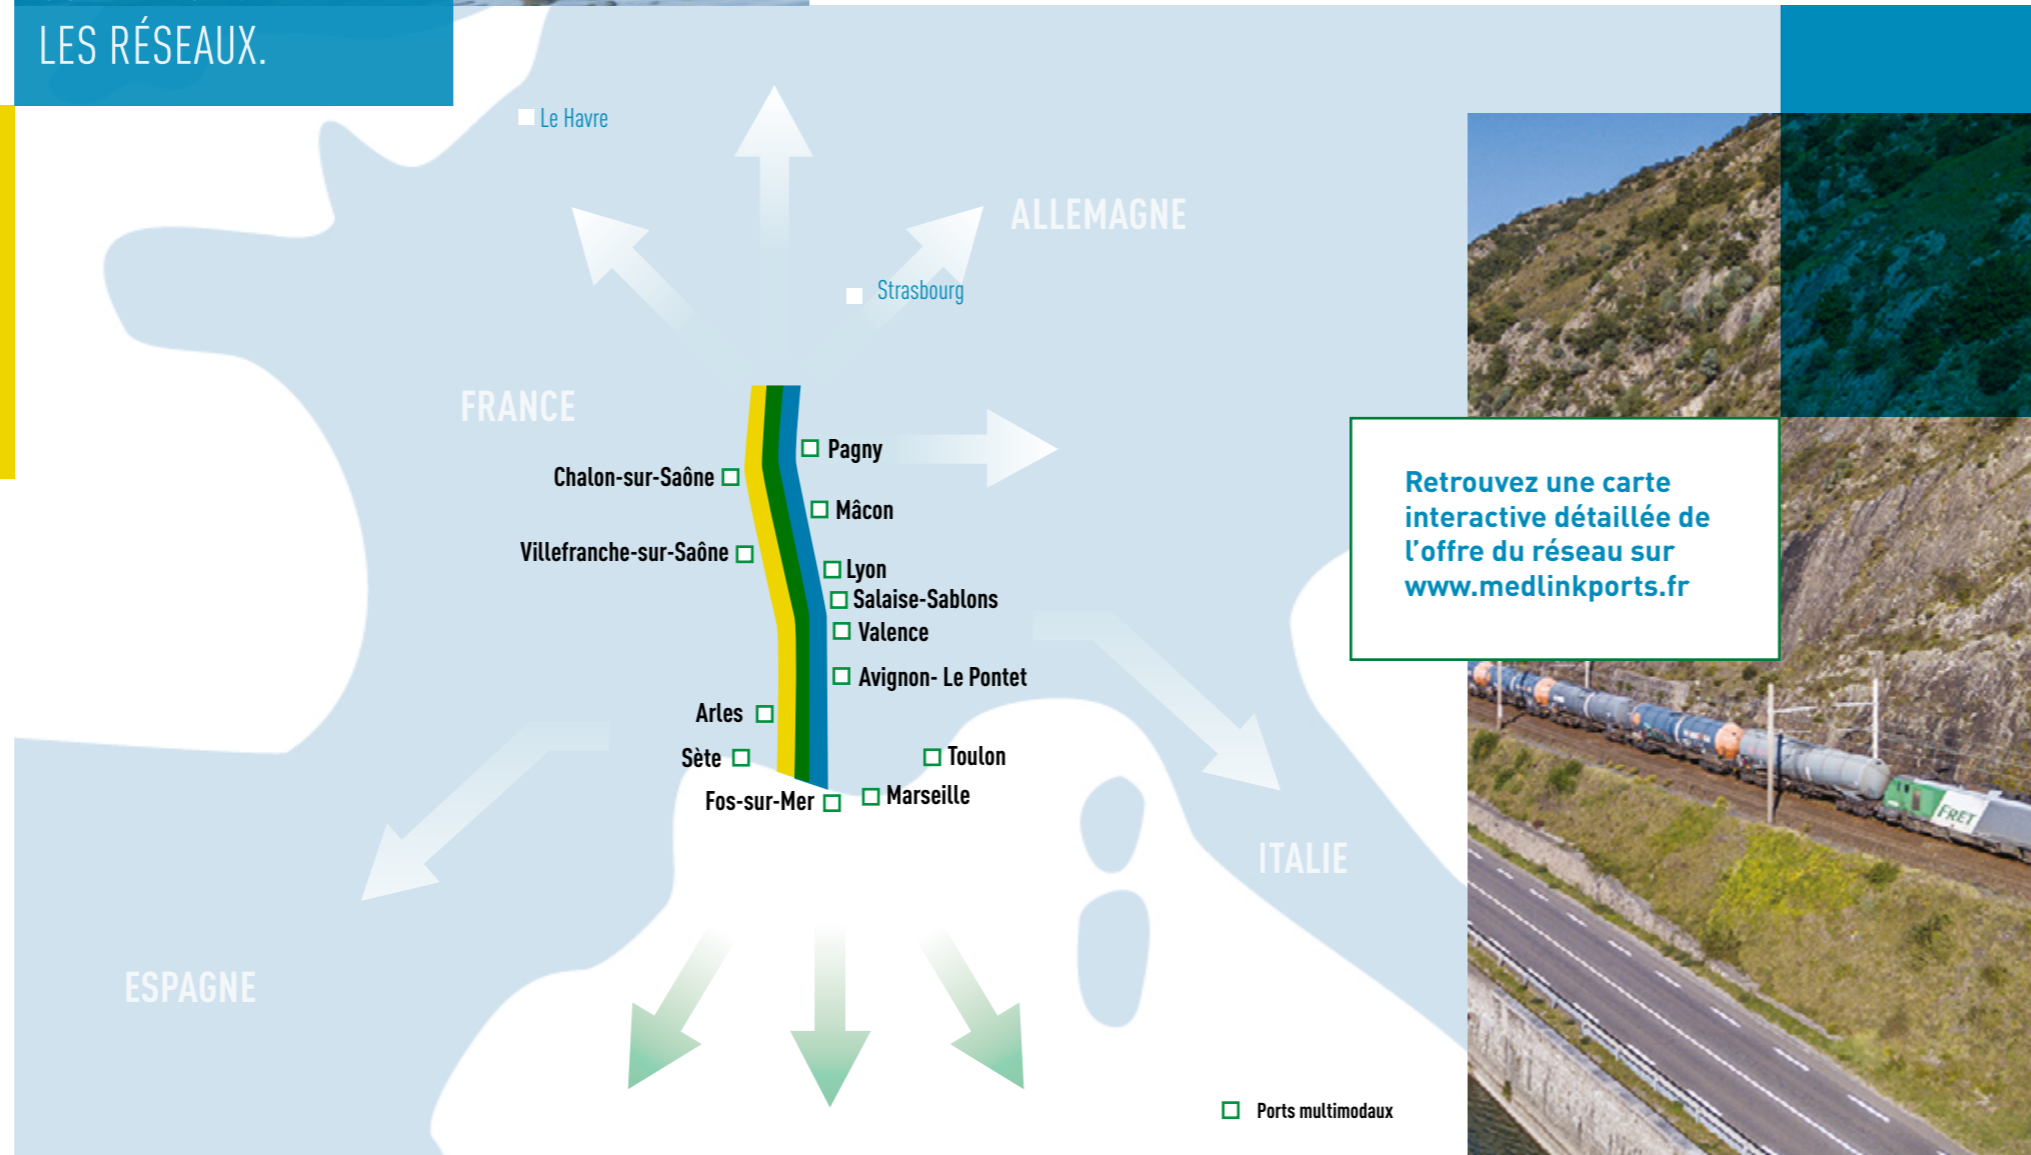 LES RÉSEAUX.
Le Havre
ALLEMAGNE
Strasbourg
FRANCE
Pagny
Chalon-sur-Saône
Mâcon
Villefranche-sur-Saône
Lyon
Salaise-Sablons
Valence
Avignon- Le Pontet
Arles
Sète
Toulon
Fos-sur-Mer
Marseille
ITALIE
ESPAGNE
Ports multimodaux
Retrouvez une carte
interactive détaillée de
l'offre du réseau sur
www.medlinkports.fr
FRET